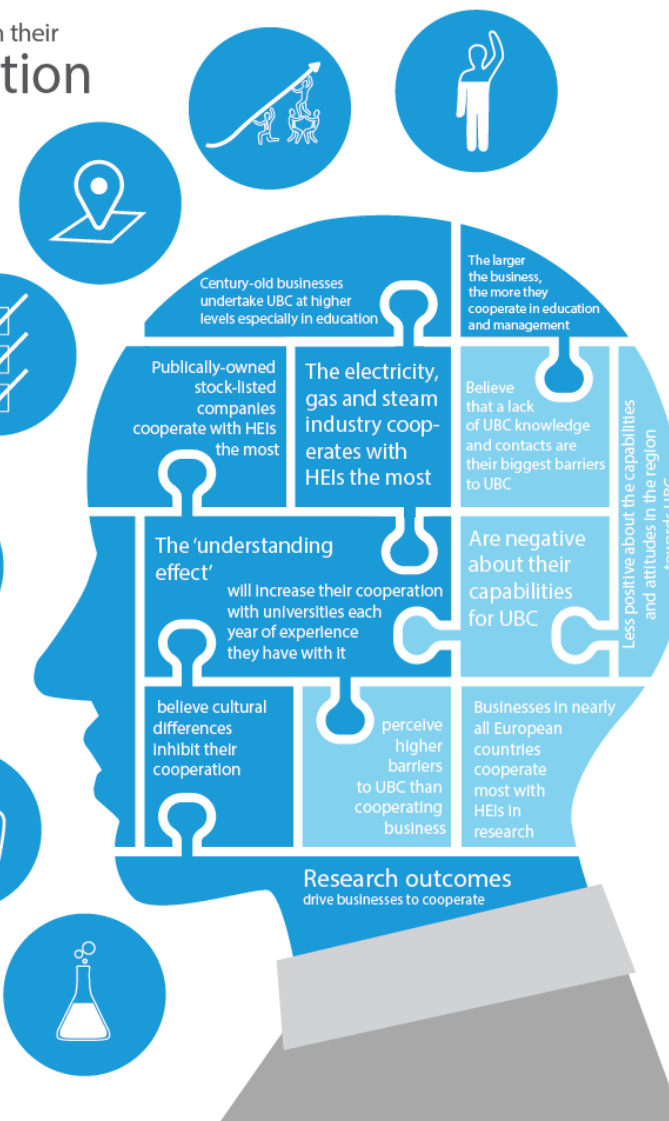 n their
tion
Century-old businesses
undertake UBC at higher
levels especially in education
The larger
the business,
the more they
cooperate in education
and management
Publically-owned
stock-listed
companies
cooperate with HEIs
the most
The electricity,
gas and steam
industry coop-
erates with
HEIs the most
Believe
that a lack
of UBC knowledge
and contacts are
their biggest barriers
to UBC
Less positive about the capabilities
and attitudes in the region
towards UBC
The ‘understanding
effect’
will increase their cooperation
with universities each
year of experience
they have with it
Are negative
about their
capabilities
for UBC
believe cultural
differences
inhibit their
cooperation
perceive
higher
barriers
to UBC than
cooperating
business
Businesses in nearly
all European
countries
cooperate
most with
HEIs in
research
Research outcomes
drive businesses to cooperate